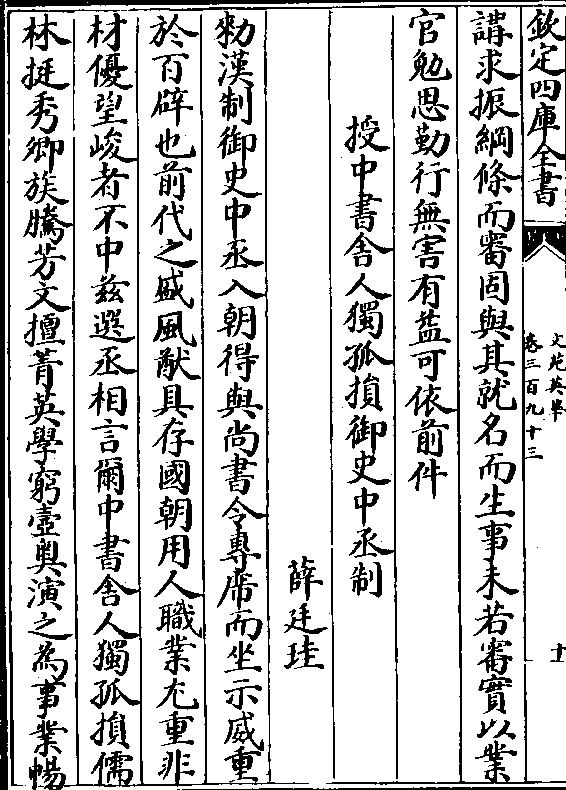 欽定四庫全書
文苑英華
卷三百九十三
十
講求振綱條而審固與其就名而生事未若審實以業
官勉思勤行無害有益可依前件
授中書舍人獨孤損御史中丞制
薛廷珪
勑漢制御史中丞入朝得與尚書令專席而坐示威重
於百辟也前代之盛風猷具存國朝用人職業尤重非
材優望峻者不中兹選丞相言爾中書舍人獨孤損儒
林挺秀卿族騰芳文擅菁英學窮壼奥演之為事業暢